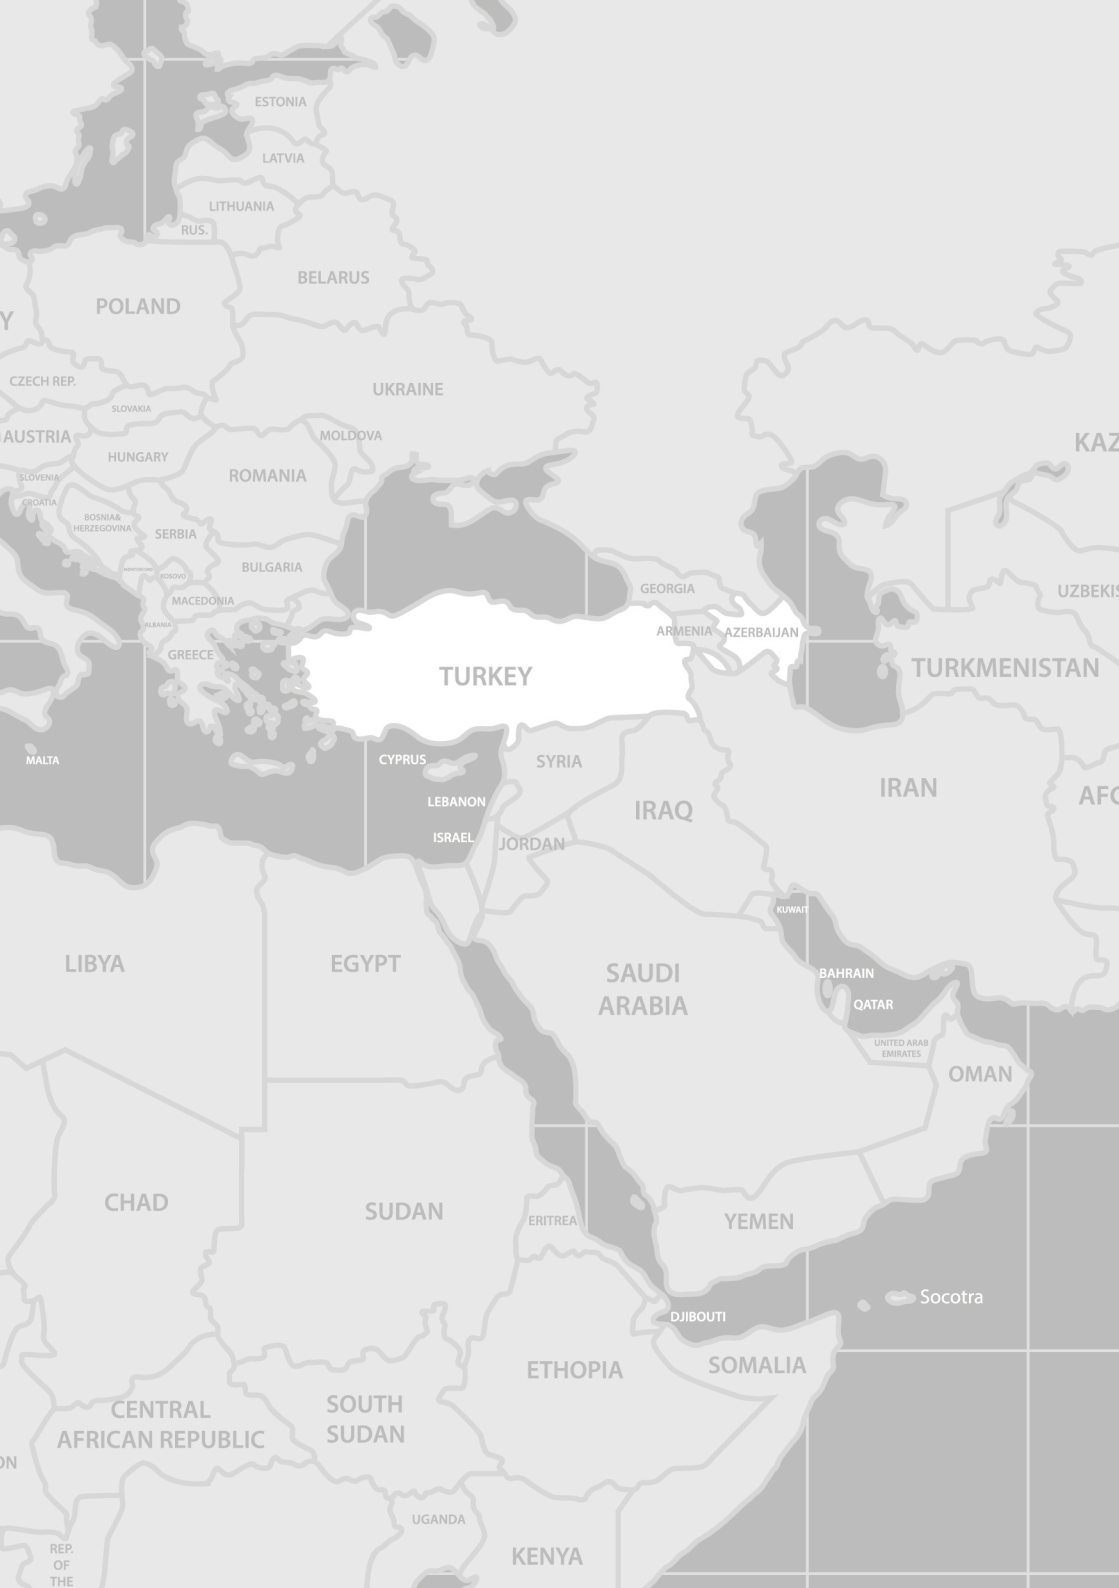 ESTONIA
LATVIA
LITHUANIA
RUS.
BELARUS
POLAND
Y
CZECH REP.
UKRAINE
SLOVAKIA
AUSTRIA
MOLDOVA
KAZ
HUNGARY
ROMANIA
SLOVENIA
CROATIA
BOSNIA&
HERZEGOVINA
SERBIA
BULGARIA
KOSOVO
GEORGIA
UZBEKIS
MACEDONIA
ALBANIA
ARMENIA
AZERBAIJAN
GREECE
TURKMENISTAN
TURKEY
MALTA
CYPRUS
SYRIA
IRAN
AFG
LEBANON
IRAQ
ISRAEL
JORDAN
KUWAIT
LIBYA
EGYPT
SAUDI
ARABIA
BAHRAIN
QATAR
UNITED ARAB
EMIRATES
OMAN
CHAD
SUDAN
ERITREA
YEMEN
Socotra
DJIBOUTI
ETHOPIA
SOMALIA
CENTRAL
AFRICAN REPUBLIC
SOUTH
SUDAN
ON
UGANDA
KENYA
REP.
OF
THE